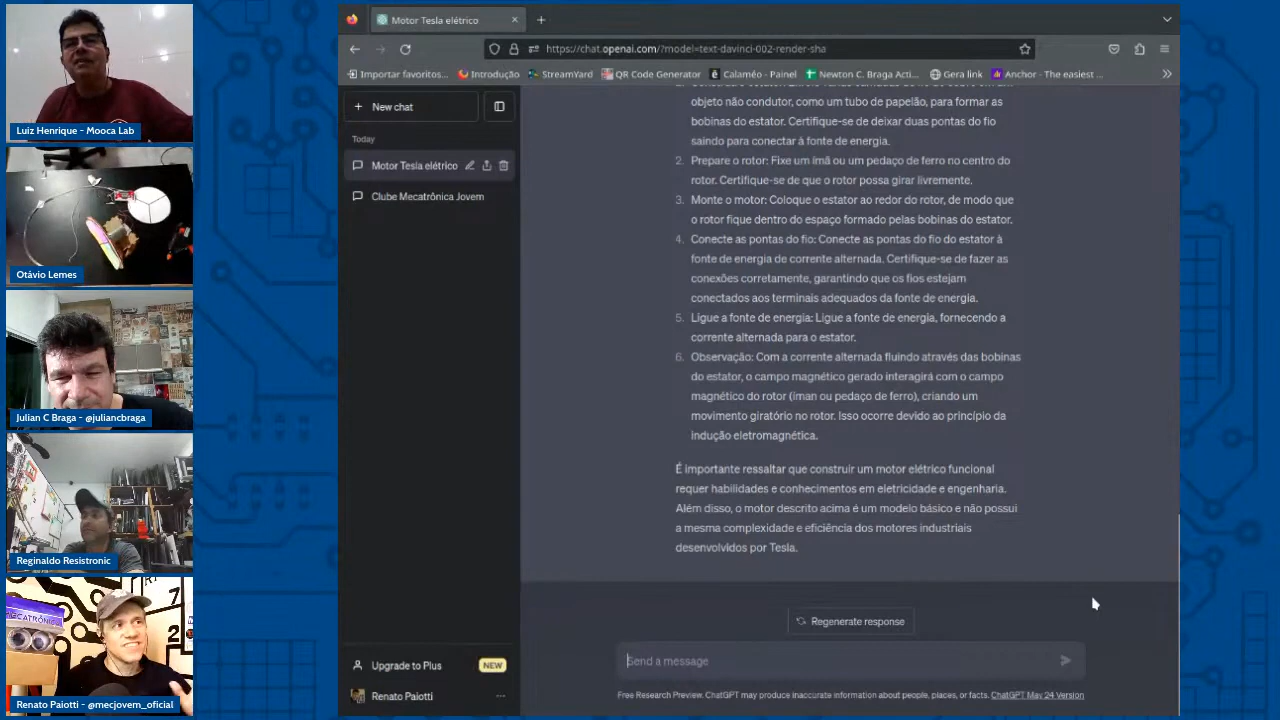 Luiz Henrique - Mooca Lab
Otávio Lemes
Julian C Braga - @juliancbraga
Reginaldo Resistronic
Renato Paiotti - @mecjovem_oficial
Motor Tesla elétrico
https://chat.openai.com/?model=text-davinci-002-render-sha
Importar favoritos...
Introdução
StreamYard
QR Code Generator
Calaméo - Painel
Newton C. Braga Acti...
Gera link
Anchor - The easiest ...
New chat
Today
Motor Tesla elétrico
Clube Mecatrônica Jovem
Upgrade to Plus
NEW
Renato Paiotti
objeto não condutor, como um tubo de papelão, para formar as
bobinas do estator. Certifique-se de deixar duas pontas do fio
saindo para conectar à fonte de energia.
2. Prepare o rotor: Fixe um ímã ou um pedaço de ferro no centro do
rotor. Certifique-se de que o rotor possa girar livremente.
3. Monte o motor: Coloque o estator ao redor do rotor, de modo que
o rotor fique dentro do espaço formado pelas bobinas do estator.
4. Conecte as pontas do fio: Conecte as pontas do fio do estator à
fonte de energia de corrente alternada. Certifique-se de fazer as
conexões corretamente, garantindo que os fios estejam
conectados aos terminais adequados da fonte de energia.
5. Ligue a fonte de energia: Ligue a fonte de energia, fornecendo a
corrente alternada para o estator.
6. Observação: Com a corrente alternada fluindo através das bobinas
do estator, o campo magnético gerado interagirá com o campo
magnético do rotor (iman ou pedaço de ferro), criando um
movimento giratório no rotor. Isso ocorre devido ao princípio da
indução eletromagnética.
É importante ressaltar que construir um motor elétrico funcional
requer habilidades e conhecimentos em eletricidade e engenharia.
Além disso, o motor descrito acima é um modelo básico e não possui
a mesma complexidade e eficiência dos motores industriais
desenvolvidos por Tesla.
Regenerate response
Send a message
Free Research Preview. ChatGPT may produce inaccurate information about people, places, or facts. ChatGPT May 24 Version